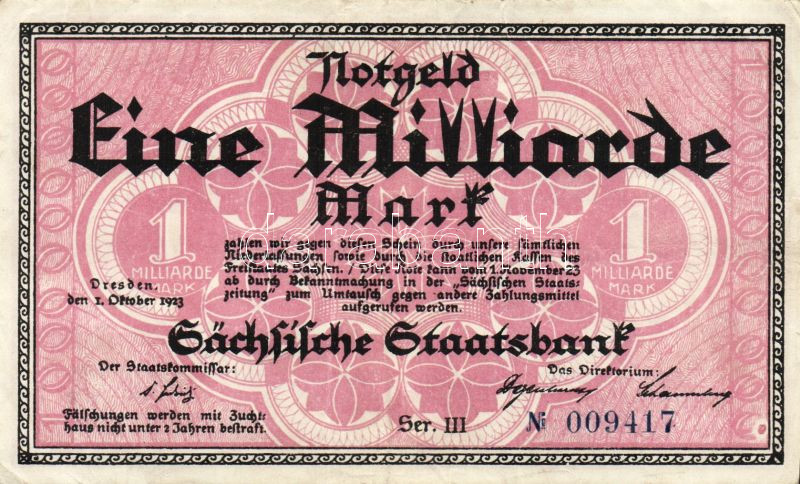 Notgeld
Eine Milliarde
Mark
zahlen wir gegen diesen Schein durch unsere sämtlichen
Niederlassungen sowie durch die staatlichen Kassen des
Freistaates Sachsen. / Diese Note kann vom 1. November 23
ab durch Bekanntmachung in der „Sächsischen Staats=
zeitung" zum Umtausch gegen andere Zahlungsmittel
aufgerufen werden.
1
MILLIARDE
MARK
1
MILLIARDE
MARK
Dresden,
den 1. Oktober 1923
Sächsische Staatsbank
Der Staatskommissar:
Das Direktorium:
Fälschungen werden mit Zucht=
haus nicht unter 2 Jahren bestraft.
Ser. III
№ 009417